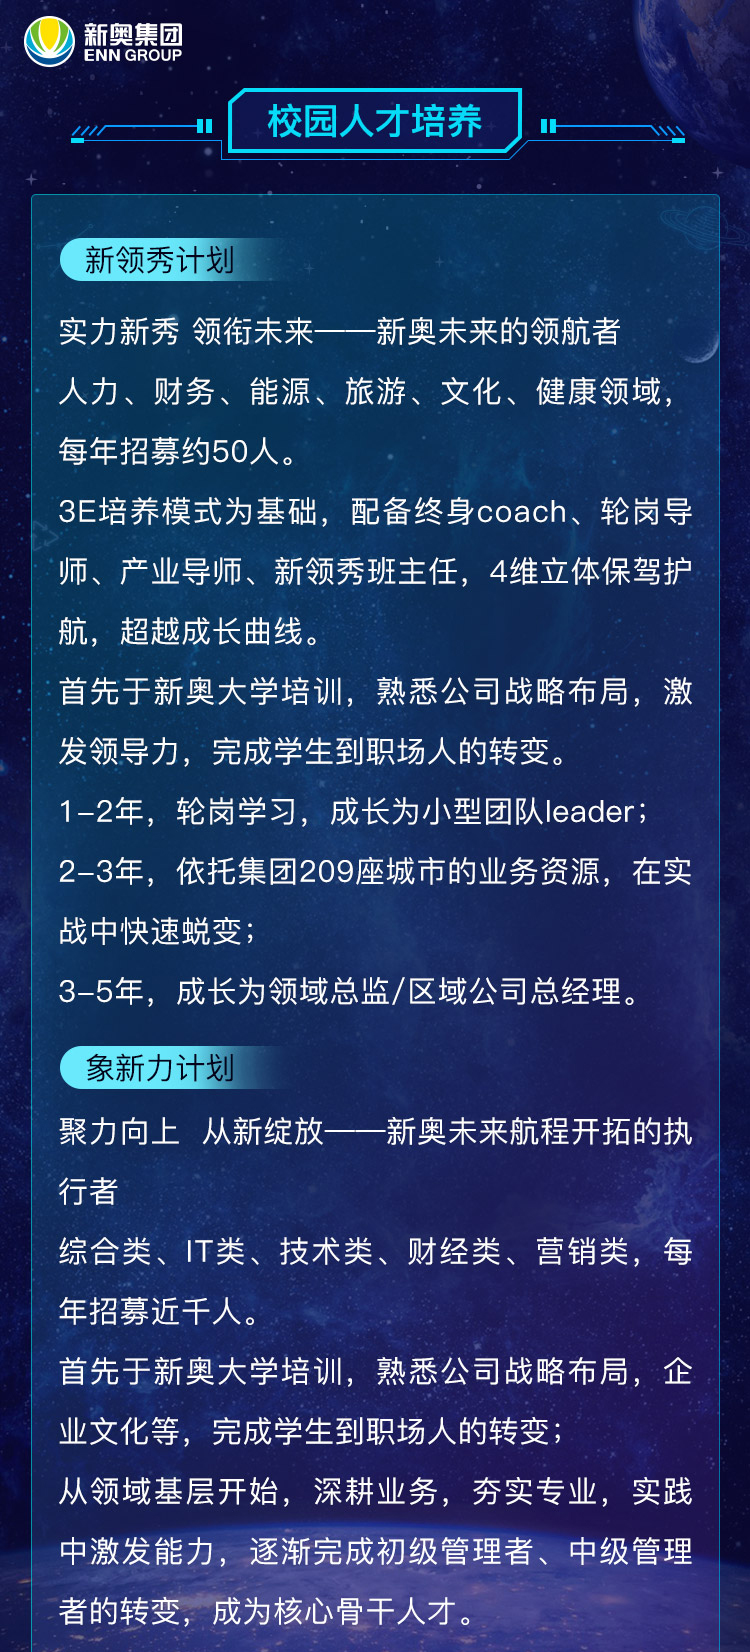 新奥集团
ENN GROUP
校园人才培养
新领秀计划
实力新秀 领衔未来——新奥未来的领航者
人力、财务、能源、旅游、文化、健康领域，
每年招募约50人。
3E培养模式为基础，配备终身coach、轮岗导
师、产业导师、新领秀班主任，4维立体保驾护
航，超越成长曲线。
首先于新奥大学培训，熟悉公司战略布局，激
发领导力，完成学生到职场人的转变。
1-2年，轮岗学习，成长为小型团队leader；
2-3年，依托集团209座城市的业务资源，在实
战中快速蜕变；
3-5年，成长为领域总监/区域公司总经理。
象新力计划
聚力向上 从新绽放——新奥未来航程开拓的执
行者
综合类、IT类、技术类、财经类、营销类，每
年招募近千人。
首先于新奥大学培训，熟悉公司战略布局，企
业文化等，完成学生到职场人的转变；
从领域基层开始，深耕业务，夯实专业，实践
中激发能力，逐渐完成初级管理者、中级管理
者的转变，成为核心骨干人才。